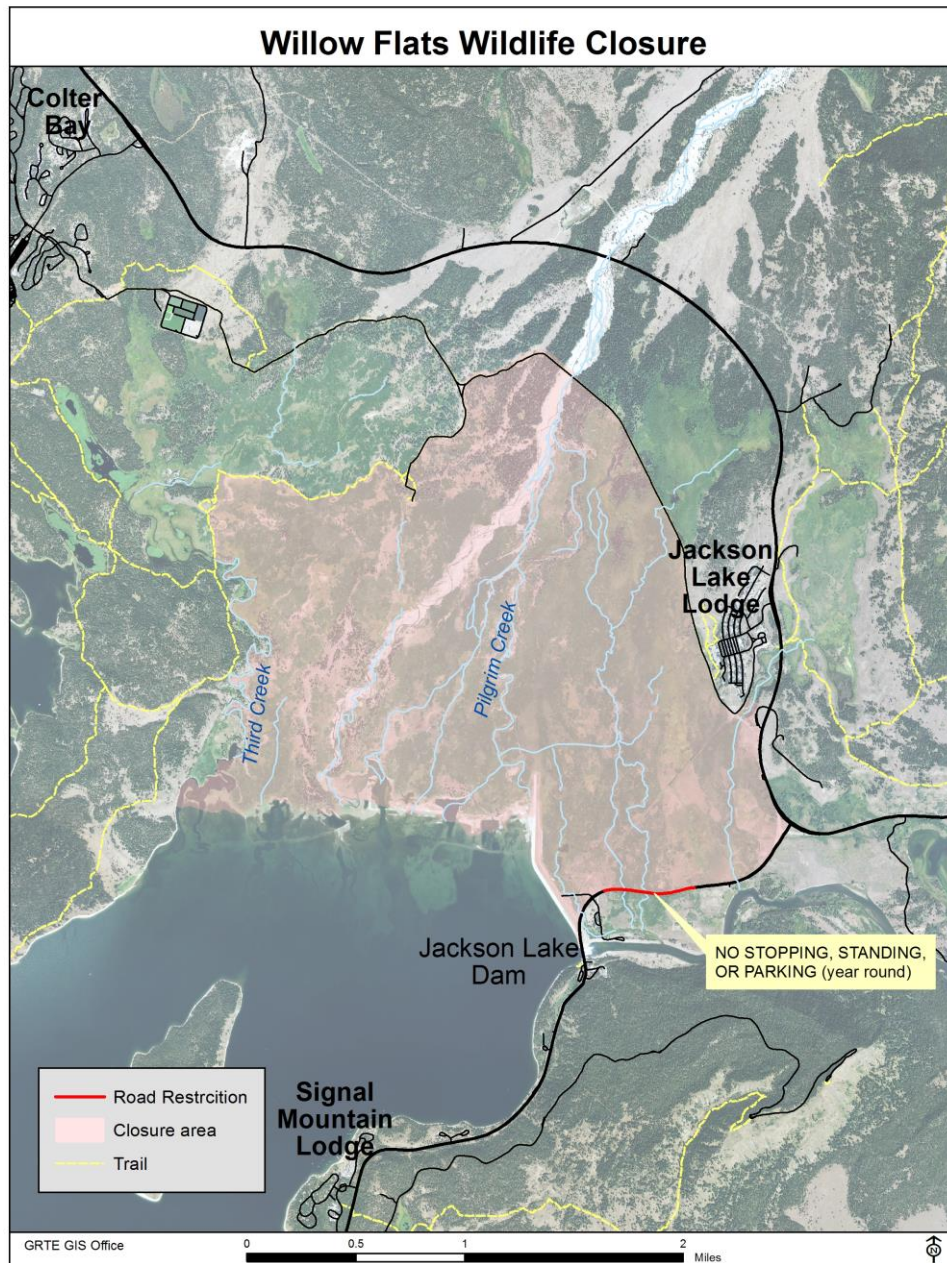 Willow Flats Wildlife Closure
Colter
Bay
Jackson
Lake
Lodge
Pilgrim Creek
Third Creek
Jackson Lake
Dam
NO STOPPING, STANDING,
OR PARKING (year round)
Signal
Mountain
Lodge
Road Restrcition
Closure area
Trail
GRTE GIS Office
0 0.5 1 2
Miles
N